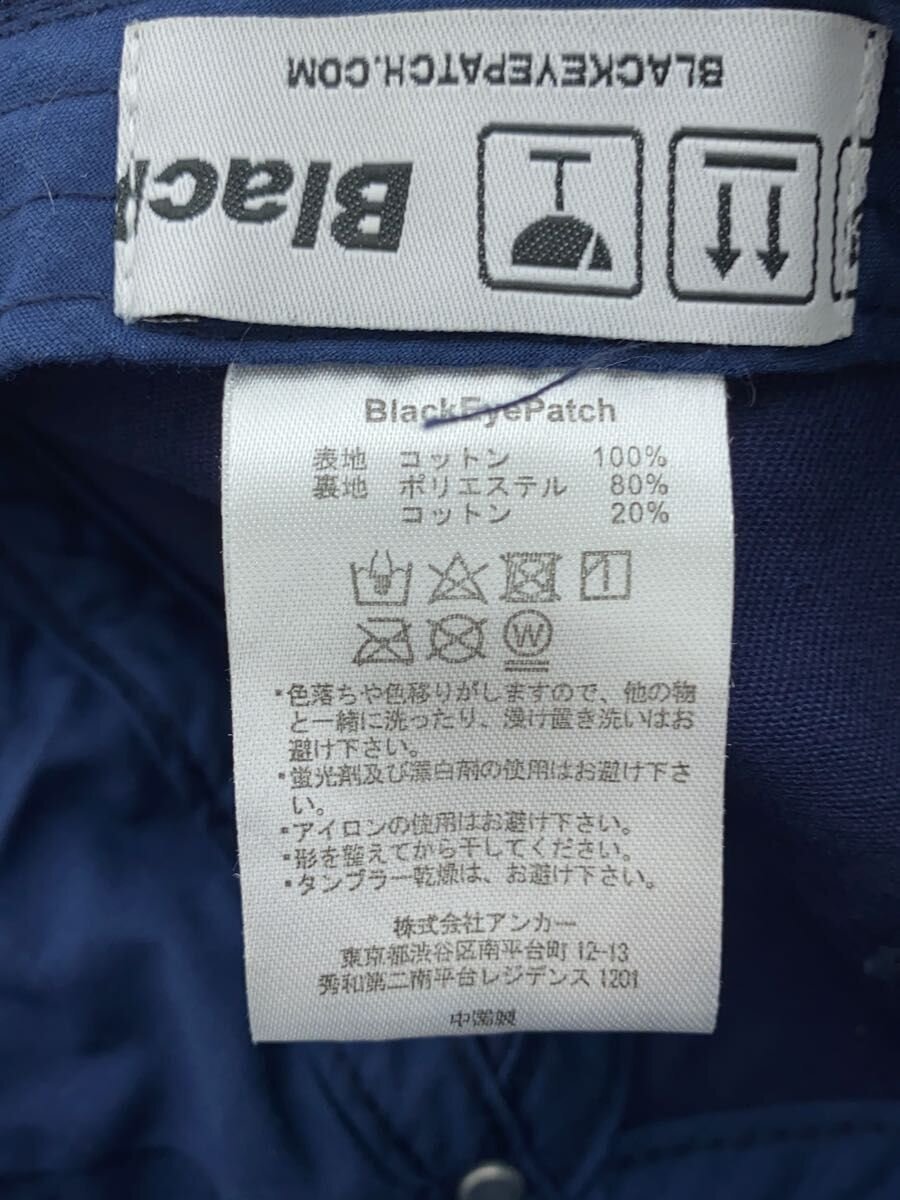 BLACKEYEPATCH.COM
Black
BlackEyePatch
表地 コットン 100%
裏地 ポリエステル 80%
コットン 20%
W
・色落ちや色移りがしますので、他の物
と一緒に洗ったり、浸け置き洗いはお
避け下さい。
・蛍光剤及び漂白剤の使用はお避け下さ
い。
・アイロンの使用はお避け下さい。
・形を整えてから干してください。
・タンブラー乾燥は、お避け下さい。
株式会社アンカー
東京都渋谷区南平台町 12-13
秀和第二南平台レジデンス 1201
中国製